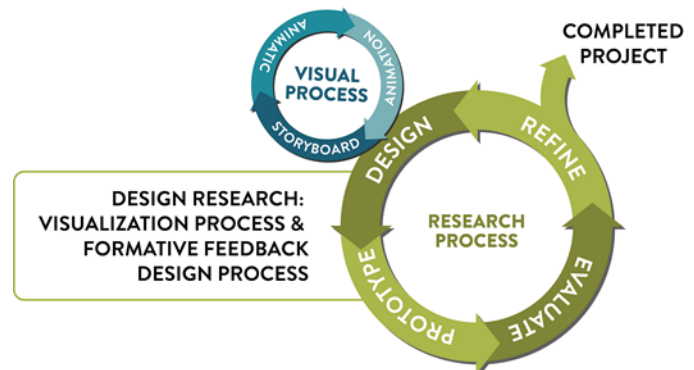 COMPLETED
PROJECT
ANIMATIC
ANIMATION
STORYBOARD
VISUAL
PROCESS
DESIGN
REFINE
PROTOTYPE
EVALUATE
RESEARCH
PROCESS
DESIGN RESEARCH:
VISUALIZATION PROCESS &
FORMATIVE FEEDBACK
DESIGN PROCESS